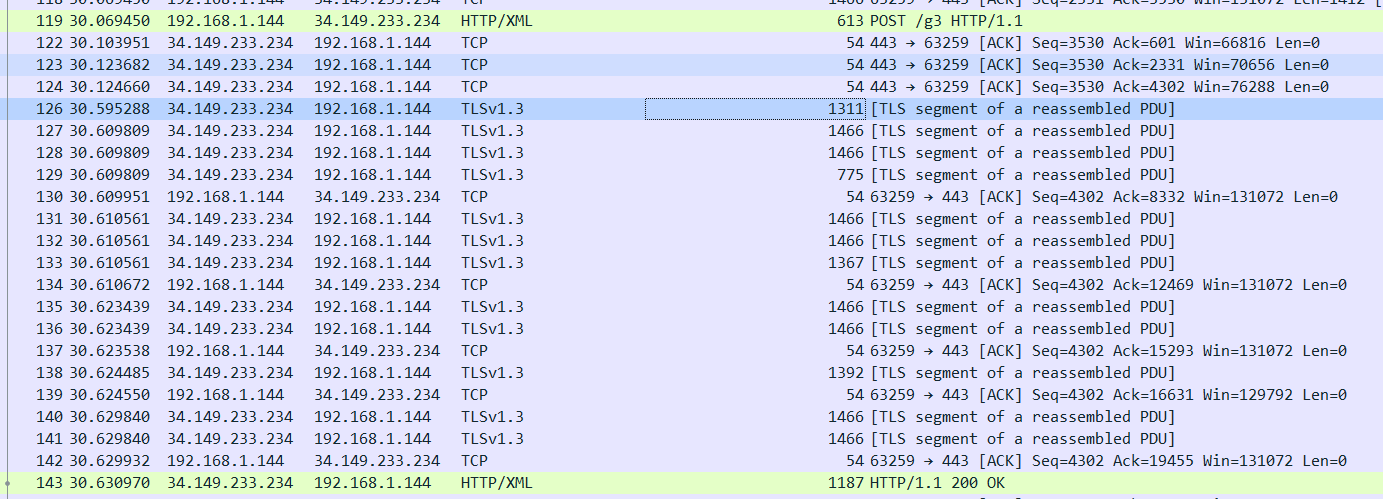 118 30.069450 192.168.1.144 34.149.233.234 TCP 1466 63259 → 443 [ACK] Seq=2331 Ack=3530 Win=131072 Len=1412 [
119 30.069450 192.168.1.144 34.149.233.234 HTTP/XML 613 POST /g3 HTTP/1.1
122 30.103951 34.149.233.234 192.168.1.144 TCP 54 443 → 63259 [ACK] Seq=3530 Ack=601 Win=66816 Len=0
123 30.123682 34.149.233.234 192.168.1.144 TCP 54 443 → 63259 [ACK] Seq=3530 Ack=2331 Win=70656 Len=0
124 30.124660 34.149.233.234 192.168.1.144 TCP 54 443 → 63259 [ACK] Seq=3530 Ack=4302 Win=76288 Len=0
126 30.595288 34.149.233.234 192.168.1.144 TLSv1.3 1311 [TLS segment of a reassembled PDU]
127 30.609809 34.149.233.234 192.168.1.144 TLSv1.3 1466 [TLS segment of a reassembled PDU]
128 30.609809 34.149.233.234 192.168.1.144 TLSv1.3 1466 [TLS segment of a reassembled PDU]
129 30.609809 34.149.233.234 192.168.1.144 TLSv1.3 775 [TLS segment of a reassembled PDU]
130 30.609951 192.168.1.144 34.149.233.234 TCP 54 63259 → 443 [ACK] Seq=4302 Ack=8332 Win=131072 Len=0
131 30.610561 34.149.233.234 192.168.1.144 TLSv1.3 1466 [TLS segment of a reassembled PDU]
132 30.610561 34.149.233.234 192.168.1.144 TLSv1.3 1466 [TLS segment of a reassembled PDU]
133 30.610561 34.149.233.234 192.168.1.144 TLSv1.3 1367 [TLS segment of a reassembled PDU]
134 30.610672 192.168.1.144 34.149.233.234 TCP 54 63259 → 443 [ACK] Seq=4302 Ack=12469 Win=131072 Len=0
135 30.623439 34.149.233.234 192.168.1.144 TLSv1.3 1466 [TLS segment of a reassembled PDU]
136 30.623439 34.149.233.234 192.168.1.144 TLSv1.3 1466 [TLS segment of a reassembled PDU]
137 30.623538 192.168.1.144 34.149.233.234 TCP 54 63259 → 443 [ACK] Seq=4302 Ack=15293 Win=131072 Len=0
138 30.624485 34.149.233.234 192.168.1.144 TLSv1.3 1392 [TLS segment of a reassembled PDU]
139 30.624550 192.168.1.144 34.149.233.234 TCP 54 63259 → 443 [ACK] Seq=4302 Ack=16631 Win=129792 Len=0
140 30.629840 34.149.233.234 192.168.1.144 TLSv1.3 1466 [TLS segment of a reassembled PDU]
141 30.629840 34.149.233.234 192.168.1.144 TLSv1.3 1466 [TLS segment of a reassembled PDU]
142 30.629932 192.168.1.144 34.149.233.234 TCP 54 63259 → 443 [ACK] Seq=4302 Ack=19455 Win=131072 Len=0
143 30.630970 34.149.233.234 192.168.1.144 HTTP/XML 1187 HTTP/1.1 200 OK